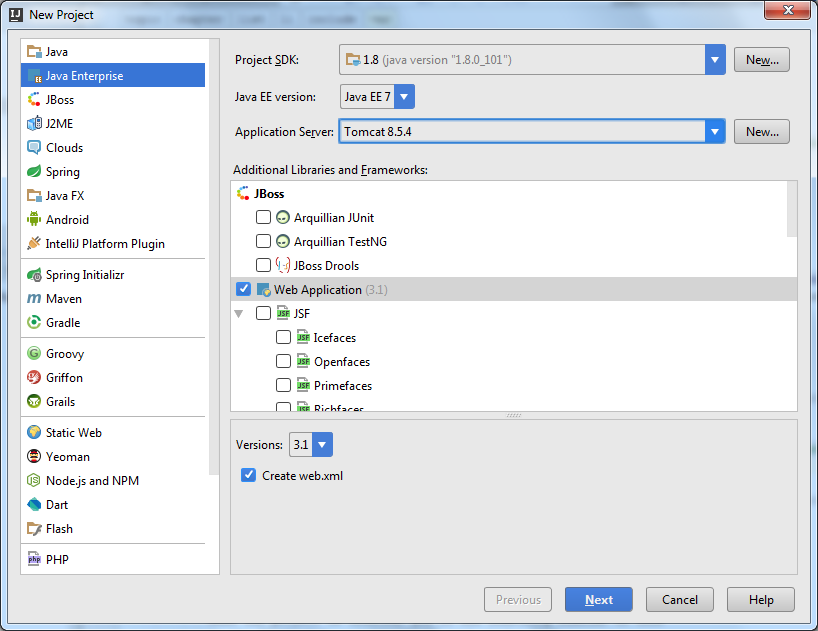 New Project
Java
Java Enterprise
JBoss
J2ME
Clouds
Spring
Java FX
Android
IntelliJ Platform Plugin
Spring Initializr
Maven
Gradle
Groovy
Griffon
Grails
Static Web
Yeoman
Node.js and NPM
Dart
Flash
PHP
Project SDK: 1.8 (java version "1.8.0_101") New...
Java EE version: Java EE 7
Application Server: Tomcat 8.5.4 New...
Additional Libraries and Frameworks:
JBoss
Arquillian JUnit
Arquillian TestNG
JBoss Drools
Web Application (3.1)
JSF
Icefaces
Openfaces
Primefaces
Richfaces
Versions: 3.1
Create web.xml
Previous Next Cancel Help